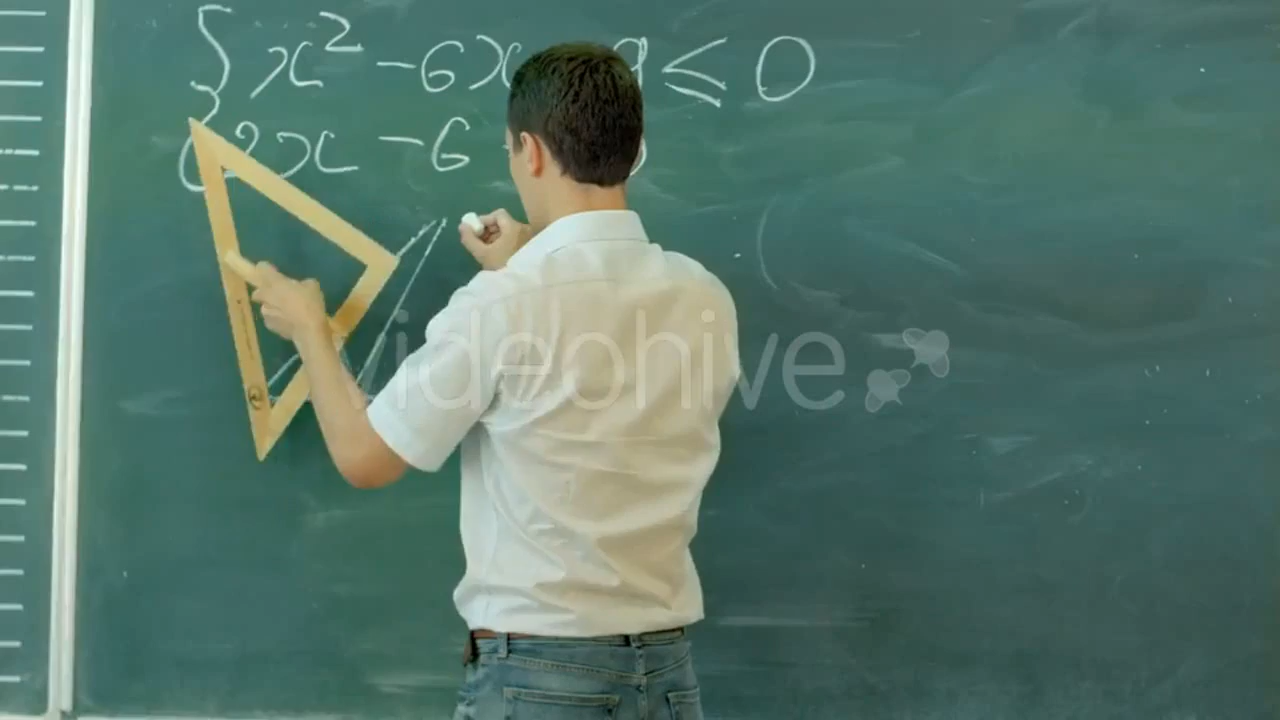 x² - 6x 9 ≤ 0
2x - 6
videohive